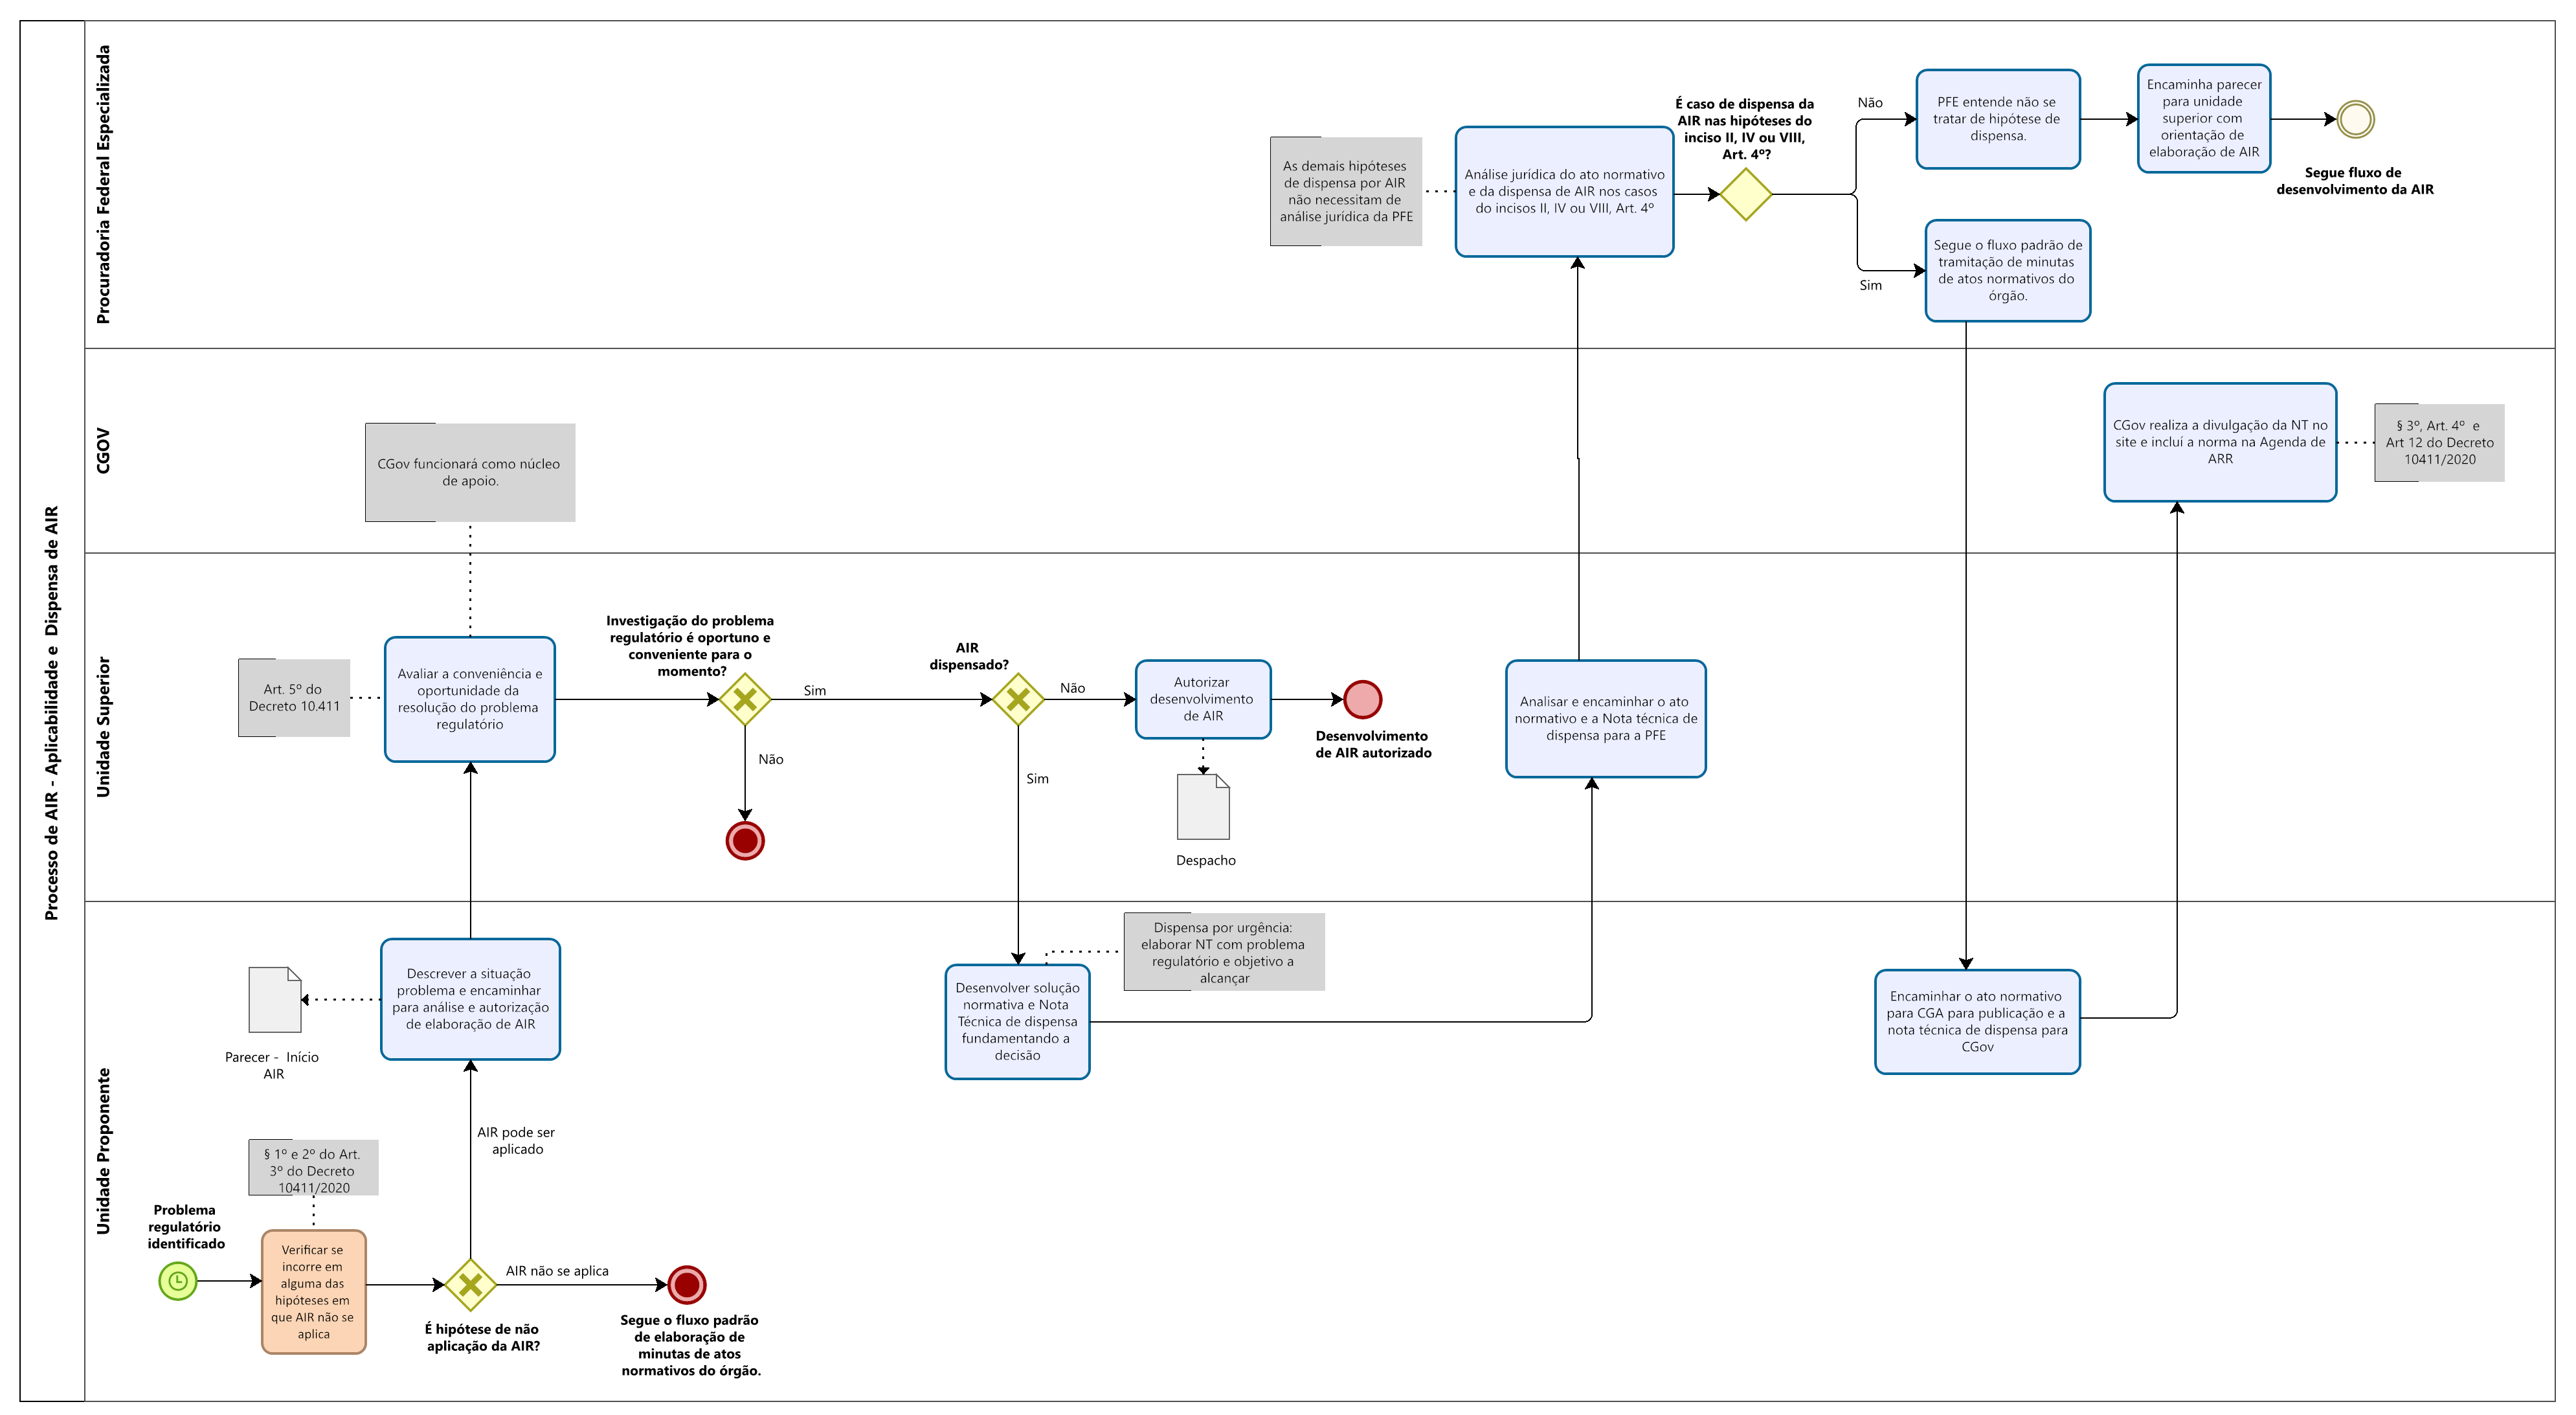 Processo de AIR - Aplicabilidade e Dispensa de AIR
Procuradoria Federal Especializada
As demais hipóteses
de dispensa por AIR
não necessitam de
análise jurídica da PFE
Análise jurídica do ato normativo
e da dispensa de AIR nos casos
do incisos II, IV ou VIII, Art. 4º
É caso de dispensa da
AIR nas hipóteses do
inciso II, IV ou VIII,
Art. 4º?
Não
PFE entende não se
tratar de hipótese de
dispensa.
Encaminha parecer
para unidade
superior com
orientação de
elaboração de AIR
Segue fluxo de
desenvolvimento da AIR
Sim
Segue o fluxo padrão de
tramitação de minutas
de atos normativos do
órgão.
CGOV
CGov funcionará como núcleo
de apoio.
CGov realiza a divulgação da NT no
site e incluí a norma na Agenda de
ARR
§ 3º, Art. 4º e
Art 12 do Decreto
10411/2020
Unidade Superior
Art. 5º do
Decreto 10.411
Avaliar a conveniência e
oportunidade da
resolução do problema
regulatório
Investigação do problema
regulatório é oportuno e
conveniente para o
momento?
Sim
Não
AIR
dispensado?
Não
Sim
Autorizar
desenvolvimento
de AIR
Despacho
Desenvolvimento
de AIR autorizado
Analisar e encaminhar o ato
normativo e a Nota técnica de
dispensa para a PFE
Unidade Proponente
Parecer - Início
AIR
Descrever a situação
problema e encaminhar
para análise e autorização
de elaboração de AIR
Desenvolver solução
normativa e Nota
Técnica de dispensa
fundamentando a
decisão
Dispensa por urgência:
elaborar NT com problema
regulatório e objetivo a
alcançar
Encaminhar o ato normativo
para CGA para publicação e a
nota técnica de dispensa para
CGov
AIR pode ser
aplicado
§ 1º e 2º do Art.
3º do Decreto
10411/2020
Problema
regulatório
identificado
Verificar se
incorre em
alguma das
hipóteses em
que AIR não se
aplica
É hipótese de não
aplicação da AIR?
AIR não se aplica
Segue o fluxo padrão
de elaboração de
minutas de atos
normativos do órgão.